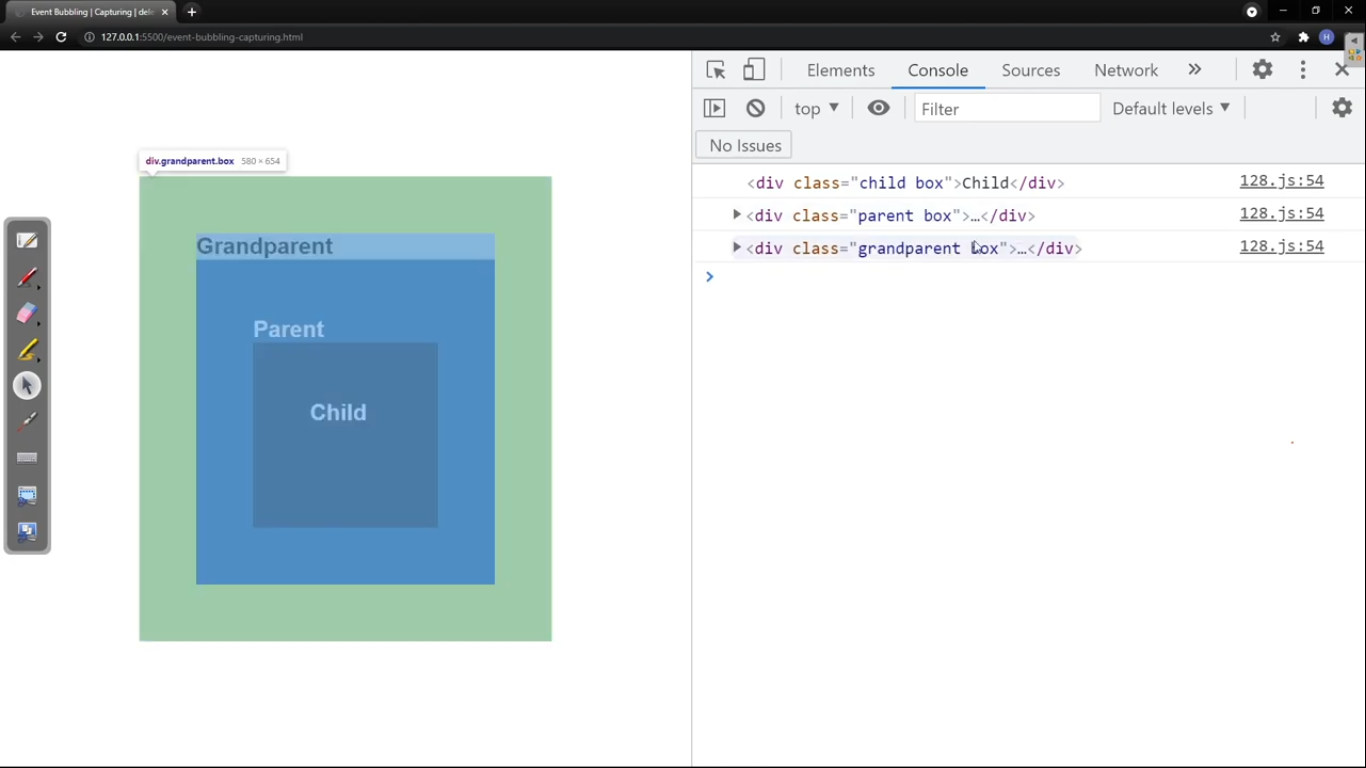 Event Bubbling | Capturing | dele
127.0.0.1:5500/event-bubbling-capturing.html
H
Elements Console Sources Network
top Filter Default levels
No Issues
<div class="child box">Child</div> 128.js:54
<div class="parent box">…</div> 128.js:54
<div class="grandparent box">…</div> 128.js:54
div.grandparent.box 580 × 654
Grandparent
Parent
Child